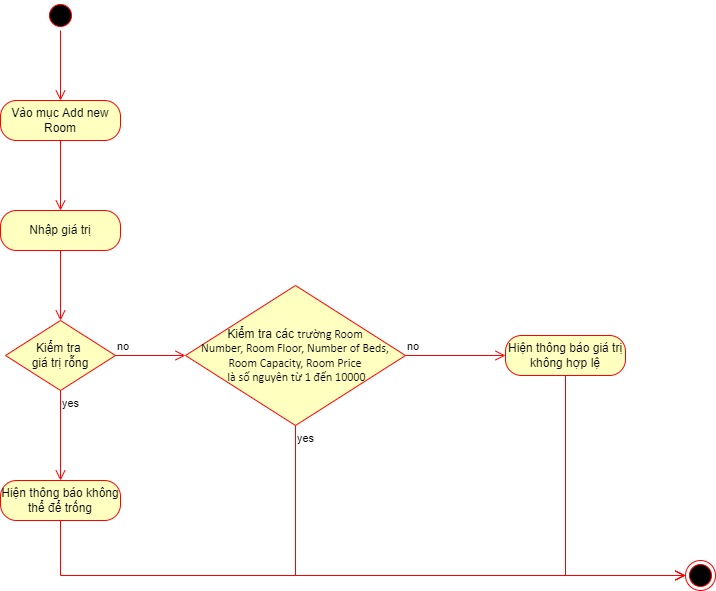 Vào mục Add new
Room
Nhập giá trị
Kiểm tra
giá trị rỗng
no
yes
Kiểm tra các trường Room
Number, Room Floor, Number of Beds,
Room Capacity, Room Price
là số nguyên từ 1 đến 10000
no
yes
Hiện thông báo giá trị
không hợp lệ
Hiện thông báo không
thể để trống